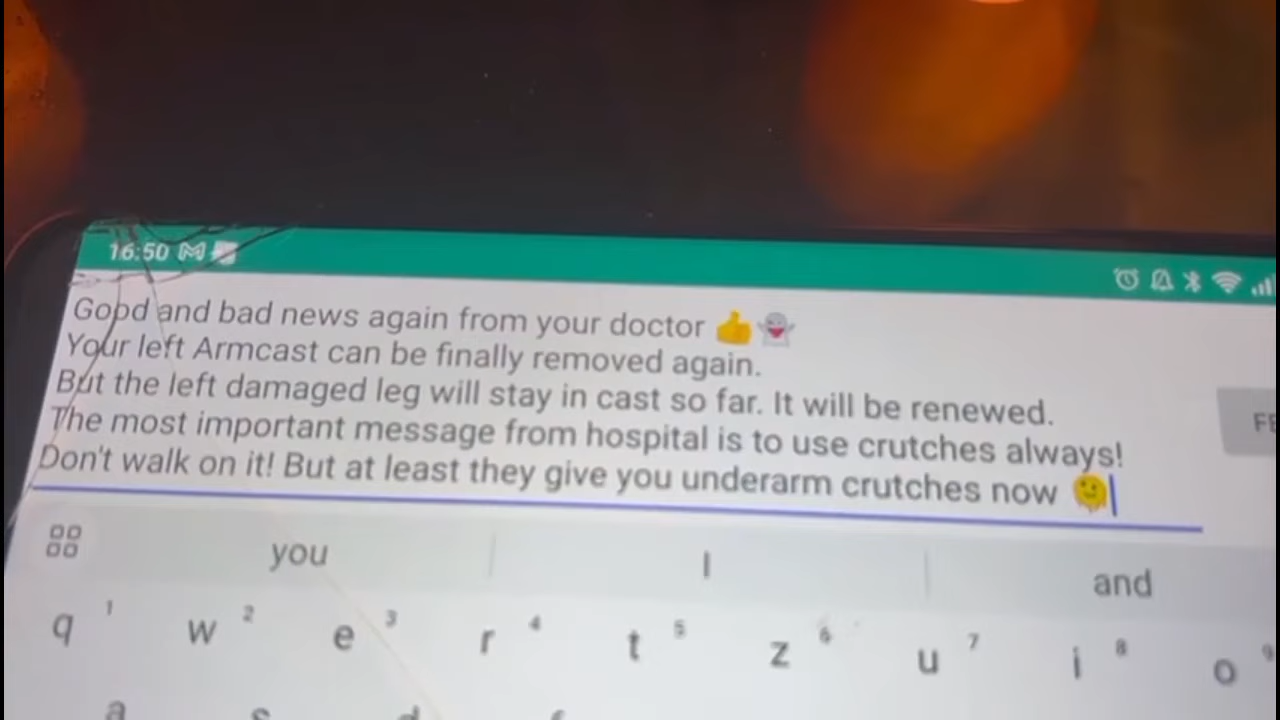 16:50
Good and bad news again from your doctor 👍👻
Your left Armcast can be finally removed again.
But the left damaged leg will stay in cast so far. It will be renewed.
The most important message from hospital is to use crutches always!
Don't walk on it! But at least they give you underarm crutches now 🫠
FE
you I and
q 1 w 2 e 3 r 4 t 5 z 6 u 7 i 8 o 9
a s d f